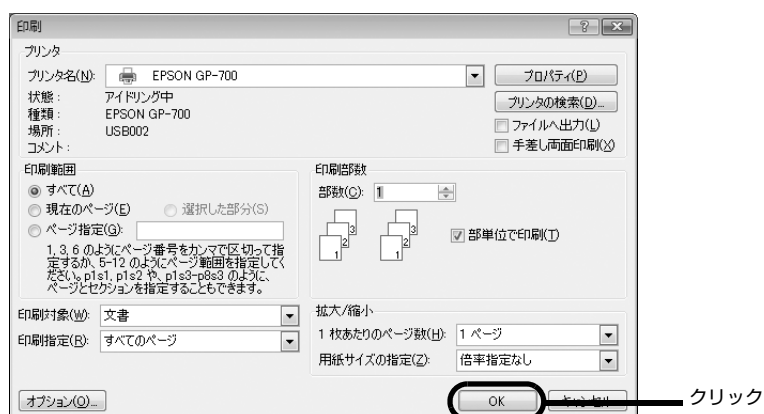 印刷
プリンタ
プリンタ名(N): EPSON GP-700 プロパティ(P)
状態： アイドリング中 プリンタの検索(D)...
種類： EPSON GP-700
場所： USB002 ファイルへ出力(L)
コメント： 手差し両面印刷(X)
印刷範囲
すべて(A)
現在のページ(E) 選択した部分(S)
ページ指定(G):
1, 3, 6 のようにページ番号をカンマで区切って指
定するか、5-12 のようにページ範囲を指定してく
ださい。p1s1, p1s2 や、p1s3-p8s3 のように、
ページとセクションを指定することもできます。
印刷部数
部数(C): 1
1 2 3 1 2 3 部単位で印刷(T)
印刷対象(W): 文書
印刷指定(R): すべてのページ
拡大/縮小
1 枚あたりのページ数(H): 1 ページ
用紙サイズの指定(Z): 倍率指定なし
オプション(O)... OK キャンセル
クリック